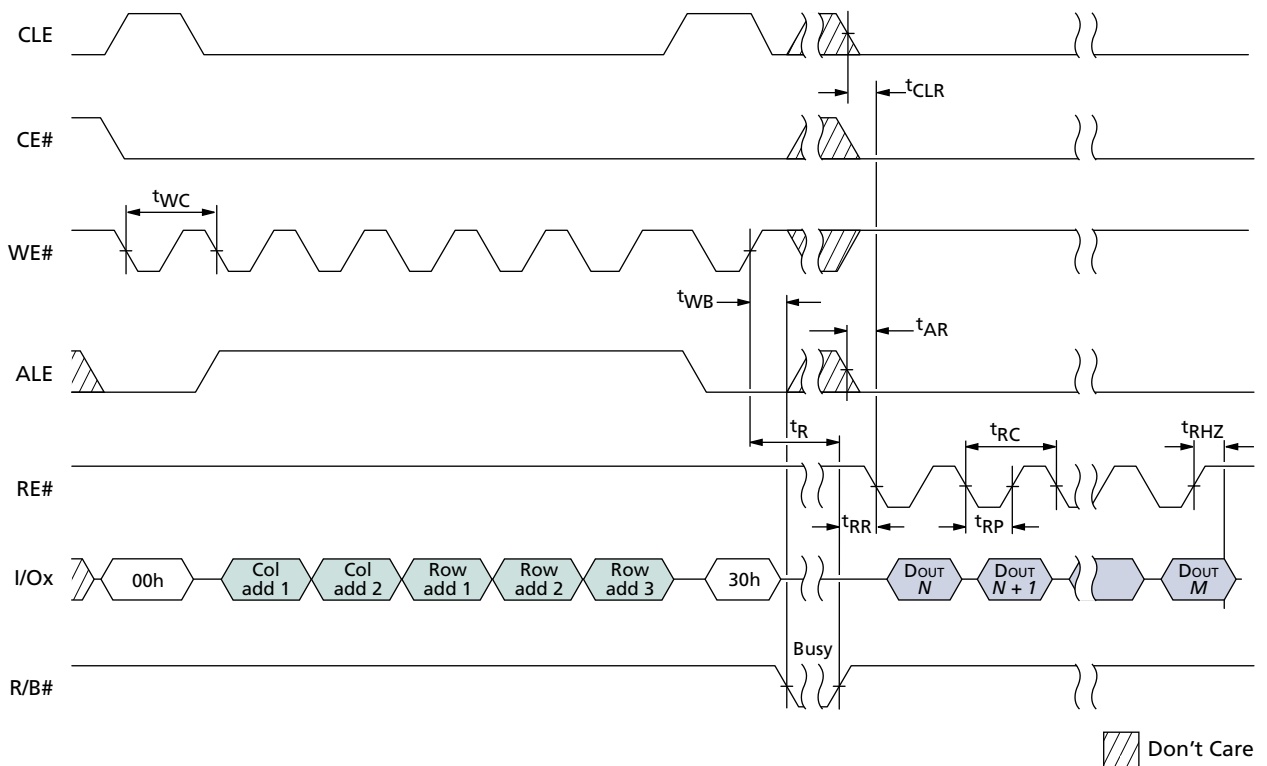 CLE
tCLR
CE#
tWC
WE#
tWB
tAR
ALE
tR
tRC
tRHZ
RE#
tRR
tRP
I/Ox
00h
Col add 1
Col add 2
Row add 1
Row add 2
Row add 3
30h
DOUT N
DOUT N + 1
DOUT M
Busy
R/B#
Don't Care